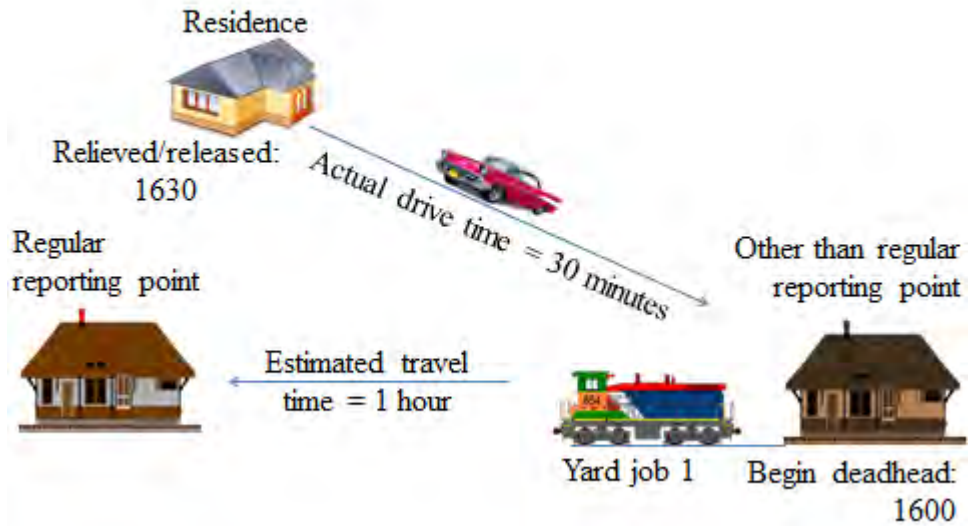 Residence
Relieved/released:
1630
Actual drive time = 30 minutes
Regular
reporting point
Other than regular
reporting point
Estimated travel
time = 1 hour
Yard job 1
Begin deadhead:
1600